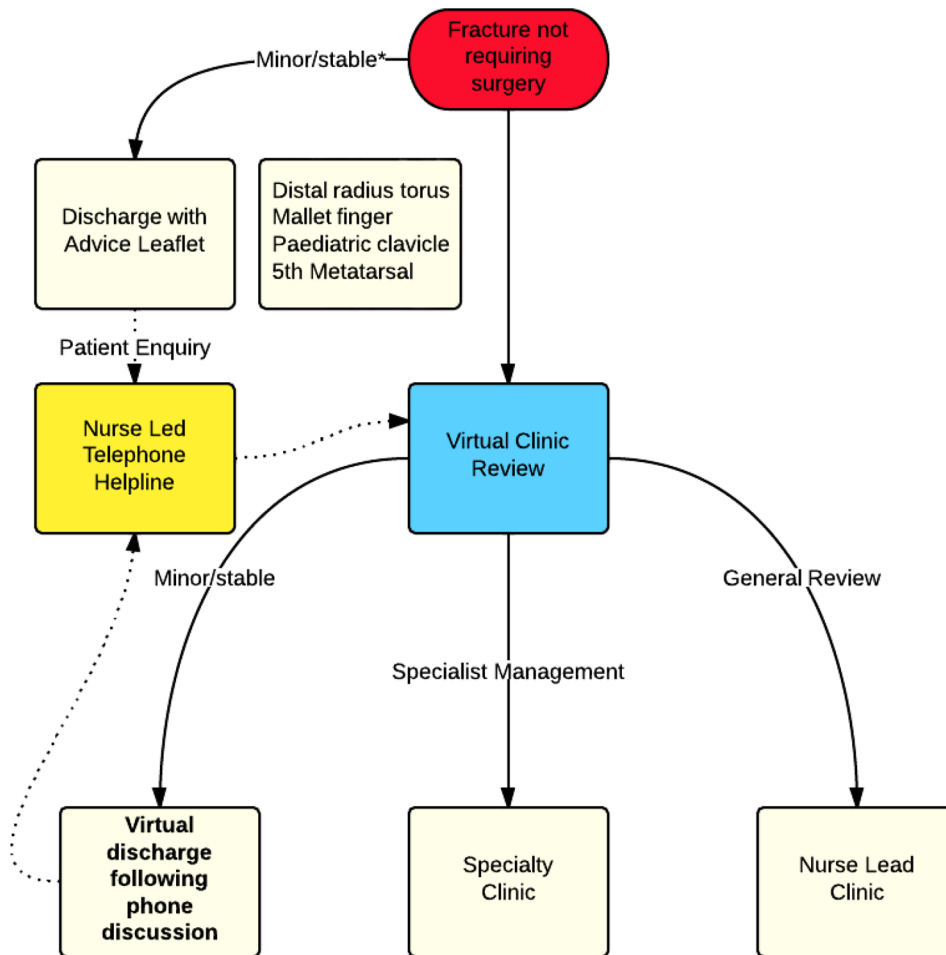 Fracture not
requiring
surgery
Minor/stable*
Discharge with
Advice Leaflet
Distal radius torus
Mallet finger
Paediatric clavicle
5th Metatarsal
Patient Enquiry
Nurse Led
Telephone
Helpline
Virtual Clinic
Review
Minor/stable
General Review
Specialist Management
Virtual
discharge
following
phone
discussion
Specialty
Clinic
Nurse Lead
Clinic